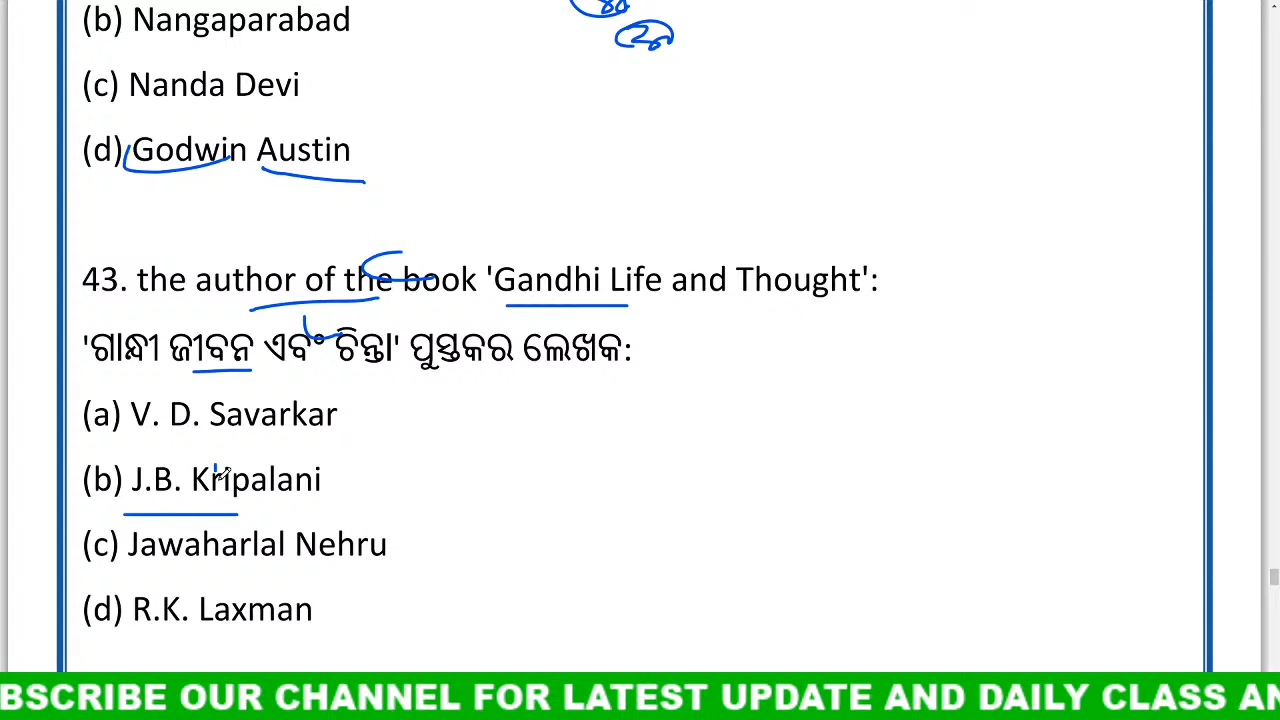 (b) Nangaparabad
(c) Nanda Devi
(d) Godwin Austin
43. the author of the book 'Gandhi Life and Thought':
'ଗାନ୍ଧୀ ଜୀବନ ଏବଂ ଚିନ୍ତା' ପୁସ୍ତକର ଲେଖକ:
(a) V. D. Savarkar
(b) J.B. Kripalani
(c) Jawaharlal Nehru
(d) R.K. Laxman
BSCRIBE OUR CHANNEL FOR LATEST UPDATE AND DAILY CLASS AN